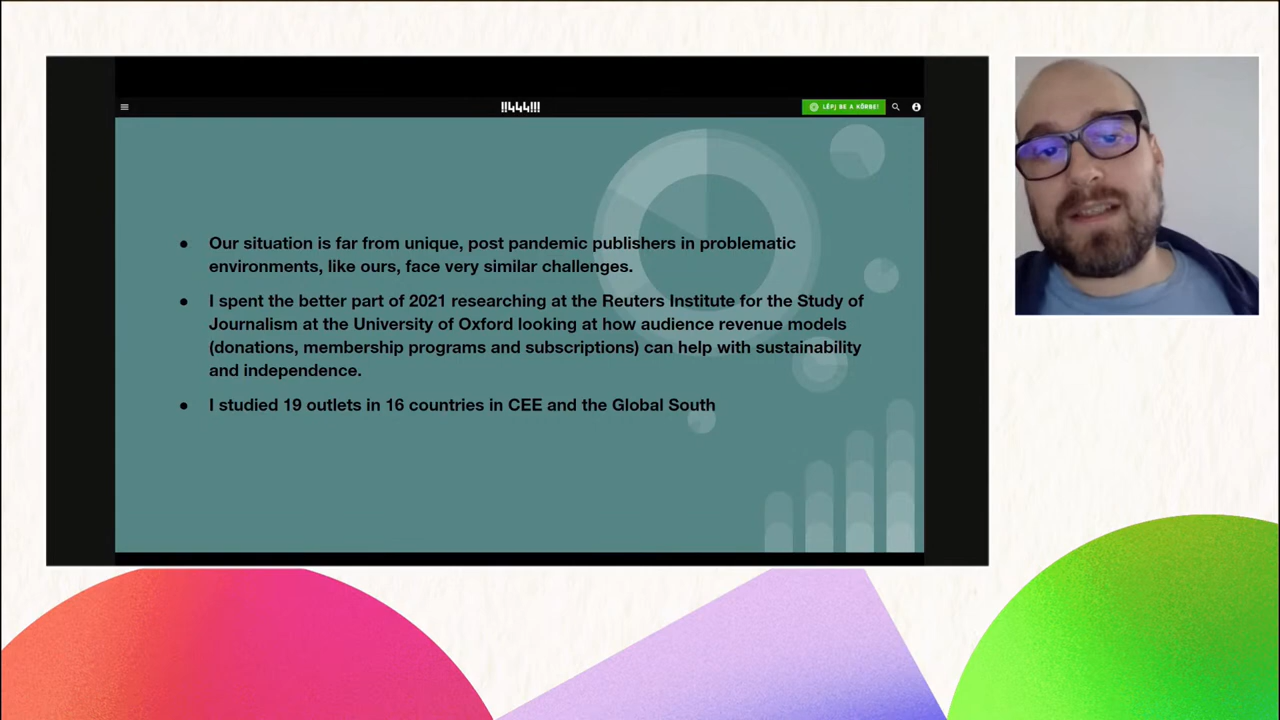 !!444!!!
LÉPJ BE A KÖRBE!
● Our situation is far from unique, post pandemic publishers in problematic
environments, like ours, face very similar challenges.
● I spent the better part of 2021 researching at the Reuters Institute for the Study of
Journalism at the University of Oxford looking at how audience revenue models
(donations, membership programs and subscriptions) can help with sustainability
and independence.
● I studied 19 outlets in 16 countries in CEE and the Global South